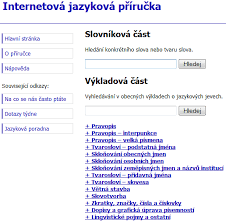 Internetová jazyková příručka
Hlavní stránka
O příručce
Nápověda
Související odkazy:
Na co se nás často ptáte
Dotazy týdne
Jazyková poradna
Slovníková část
Hledání konkrétního slova nebo tvaru slova.
Hledej
Výkladová část
Vyhledávání v obecných výkladech o jazykových jevech.
Hledej
+ Pravopis
+ Pravopis – interpunkce
+ Pravopis – velká písmena
+ Tvarosloví – podstatná jména
+ Skloňování obecných jmen
+ Skloňování osobních jmen
+ Skloňování zeměpisných jmen a názvů institucí
+ Tvarosloví – přídavná jména
+ Tvarosloví – slovesa
+ Větná stavba
+ Slovotvorba
+ Zkratky, značky, čísla a číslovky
+ Dopisy a grafická úprava písemností
+ Lingvistické pojmy a ostatní